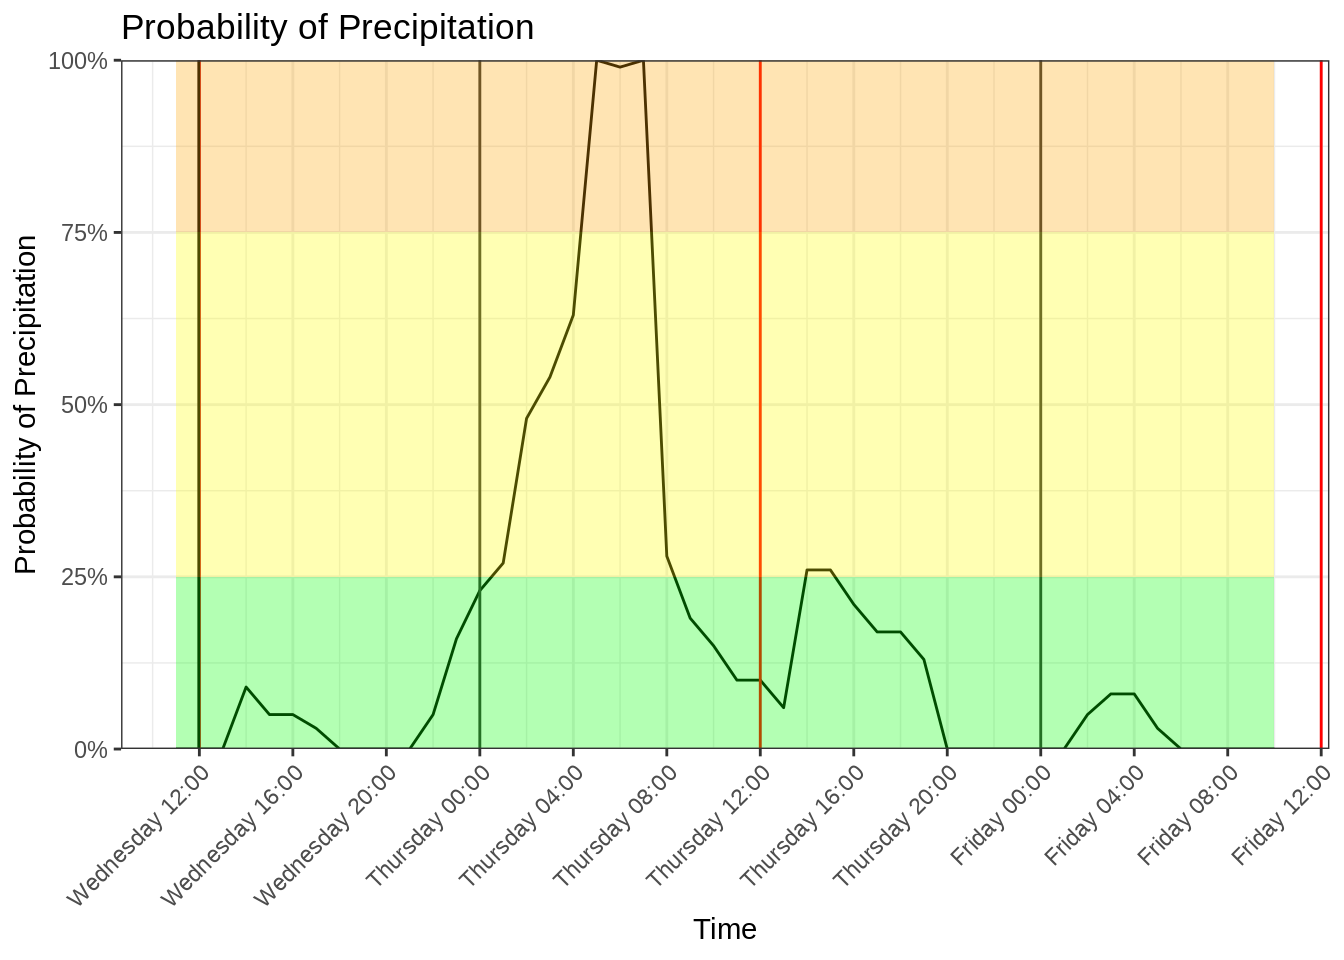 Probability of Precipitation
100%
75%
50%
25%
0%
Probability of Precipitation
Wednesday 12:00
Wednesday 16:00
Wednesday 20:00
Thursday 00:00
Thursday 04:00
Thursday 08:00
Thursday 12:00
Thursday 16:00
Thursday 20:00
Friday 00:00
Friday 04:00
Friday 08:00
Friday 12:00
Time